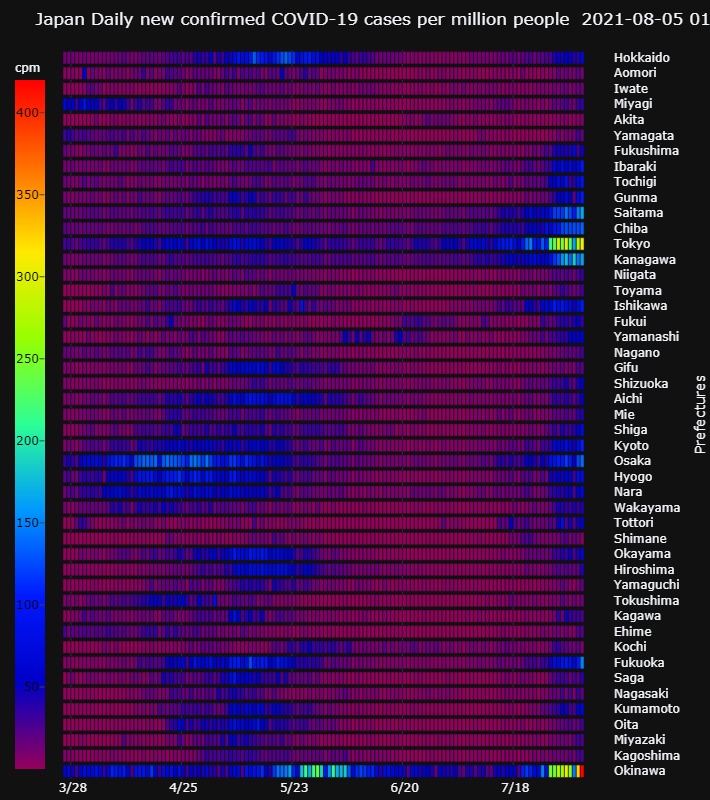 Japan Daily new confirmed COVID-19 cases per million people  2021-08-05 01
cpm
400
350
300
250
200
150
100
50
Hokkaido
Aomori
Iwate
Miyagi
Akita
Yamagata
Fukushima
Ibaraki
Tochigi
Gunma
Saitama
Chiba
Tokyo
Kanagawa
Niigata
Toyama
Ishikawa
Fukui
Yamanashi
Nagano
Gifu
Shizuoka
Aichi
Mie
Shiga
Kyoto
Osaka
Hyogo
Nara
Wakayama
Tottori
Shimane
Okayama
Hiroshima
Yamaguchi
Tokushima
Kagawa
Ehime
Kochi
Fukuoka
Saga
Nagasaki
Kumamoto
Oita
Miyazaki
Kagoshima
Okinawa
Prefectures
3/28 4/25 5/23 6/20 7/18